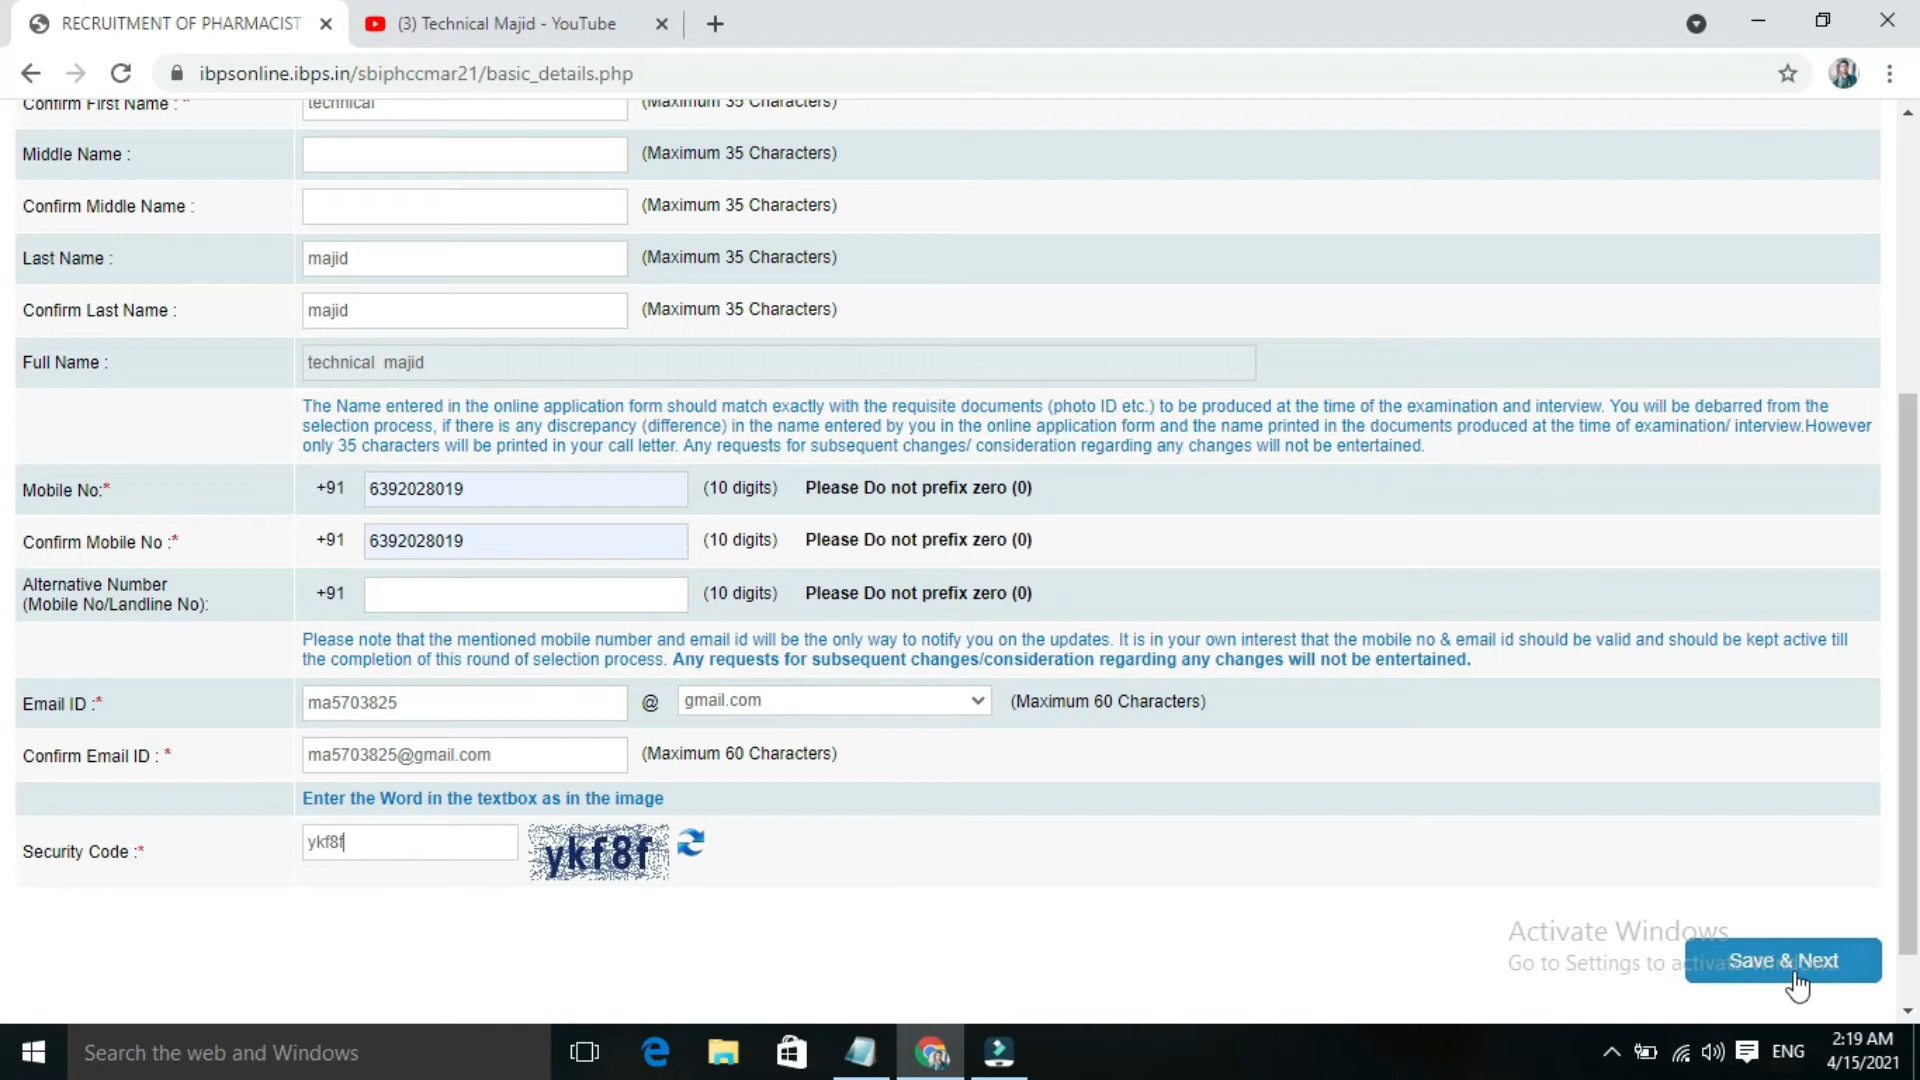 RECRUITMENT OF PHARMACIST
(3) Technical Majid - YouTube
ibpsonline.ibps.in/sbiphccmar21/basic_details.php
Confirm First Name : * technical (Maximum 35 Characters)
Middle Name : (Maximum 35 Characters)
Confirm Middle Name : (Maximum 35 Characters)
Last Name : majid (Maximum 35 Characters)
Confirm Last Name : majid (Maximum 35 Characters)
Full Name : technical majid
The Name entered in the online application form should match exactly with the requisite documents (photo ID etc.) to be produced at the time of the examination and interview. You will be debarred from the
selection process, if there is any discrepancy (difference) in the name entered by you in the online application form and the name printed in the documents produced at the time of examination/ interview.However
only 35 characters will be printed in your call letter. Any requests for subsequent changes/ consideration regarding any changes will not be entertained.
Mobile No:* +91 6392028019 (10 digits) Please Do not prefix zero (0)
Confirm Mobile No :* +91 6392028019 (10 digits) Please Do not prefix zero (0)
Alternative Number
(Mobile No/Landline No): +91 (10 digits) Please Do not prefix zero (0)
Please note that the mentioned mobile number and email id will be the only way to notify you on the updates. It is in your own interest that the mobile no & email id should be valid and should be kept active till
the completion of this round of selection process. Any requests for subsequent changes/consideration regarding any changes will not be entertained.
Email ID :* ma5703825 @ gmail.com (Maximum 60 Characters)
Confirm Email ID : * ma5703825@gmail.com (Maximum 60 Characters)
Enter the Word in the textbox as in the image
Security Code :* ykf8f ykf8f
Activate Windows
Go to Settings to activate Windows.
Save & Next
Search the web and Windows
ENG
2:19 AM
4/15/2021